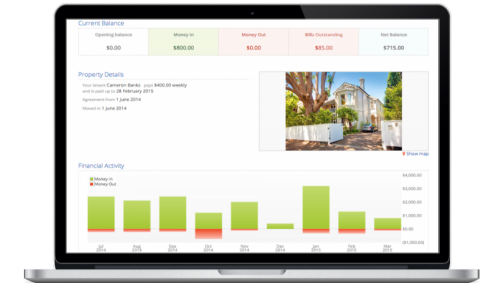 Current Balance
Opening balance Money In Money Out Bills Outstanding Net Balance
$0.00 $800.00 $0.00 $85.00 $715.00
Property Details
Your tenant Cameron Banks pays $400.00 weekly
and is paid up to 28 February 2015
Agreement from 1 June 2014
Moved in 1 June 2014
Show map
Financial Activity
Money In
Money Out
$4,000.00
$3,000.00
$2,000.00
$1,000.00
$0.00
($1,000.00)
Jul Aug Sep Oct Nov Dec Jan Feb Mar
2014 2014 2014 2014 2014 2014 2015 2015 2015